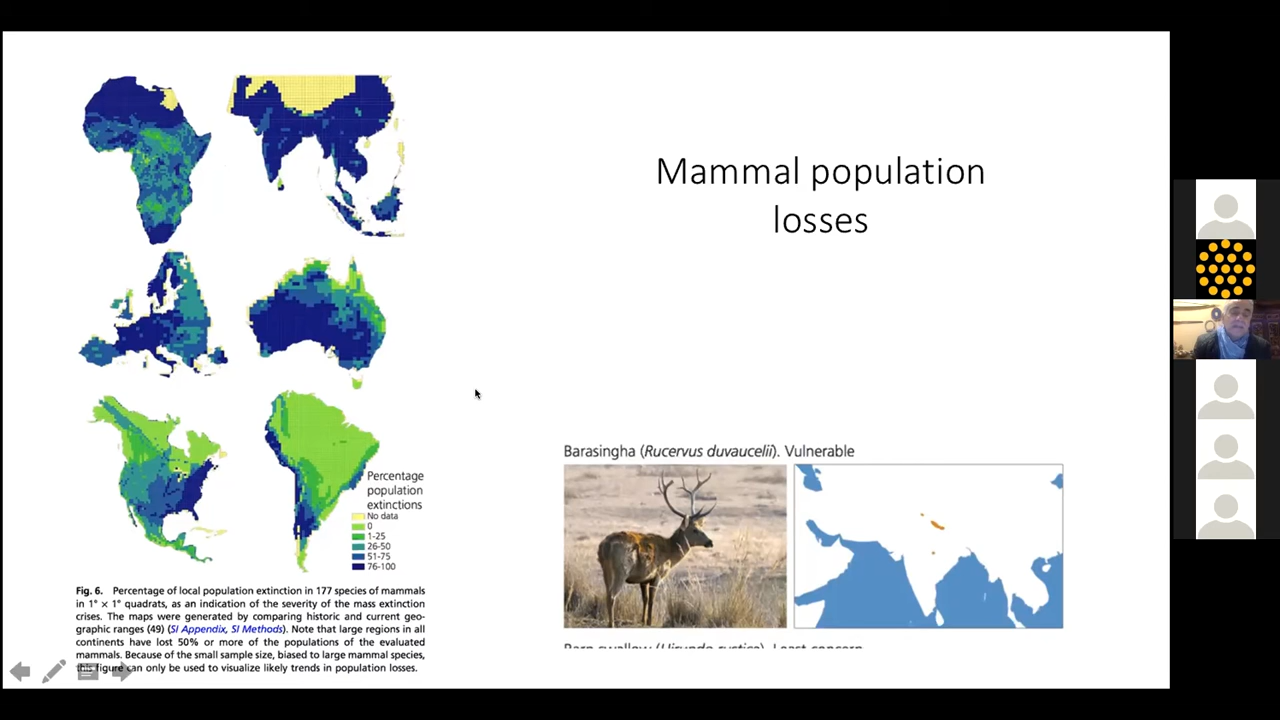 Mammal population
losses
Percentage
population
extinctions
No data
0
1-25
26-50
51-75
76-100
Fig. 6. Percentage of local population extinction in 177 species of mammals
in 1° × 1° quadrats, as an indication of the severity of the mass extinction
crises. The maps were generated by comparing historic and current geo-
graphic ranges (49) (SI Appendix, SI Methods). Note that large regions in all
continents have lost 50% or more of the populations of the evaluated
mammals. Because of the small sample size, biased to large mammal species,
this figure can only be used to visualize likely trends in population losses.
Barasingha (Rucervus duvaucelii). Vulnerable
Barn swallow (Hirundo rustica). Least concern